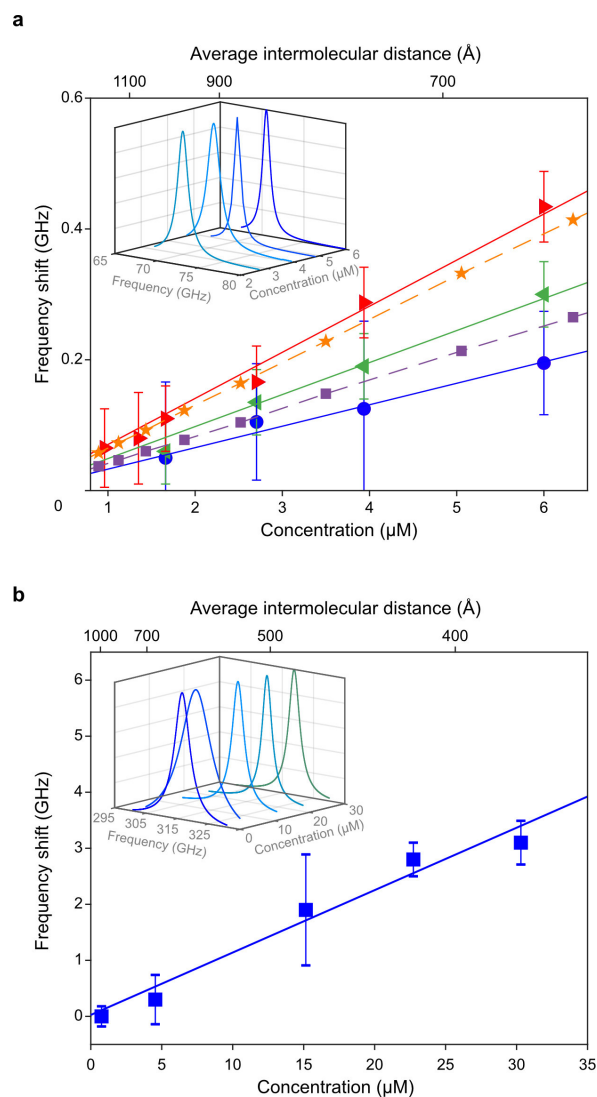 a
Average intermolecular distance (Å)
1100 900 700
0.6
0.4
0.2
0
Frequency shift (GHz)
65 70 75 80
Frequency (GHz)
2 3 4 5 6
Concentration (µM)
1 2 3 4 5 6
Concentration (µM)
b
Average intermolecular distance (Å)
1000 700 500 400
6
5
4
3
2
1
0
Frequency shift (GHz)
295 305 315 325
Frequency (GHz)
0 10 20 30
Concentration (µM)
0 5 10 15 20 25 30 35
Concentration (µM)